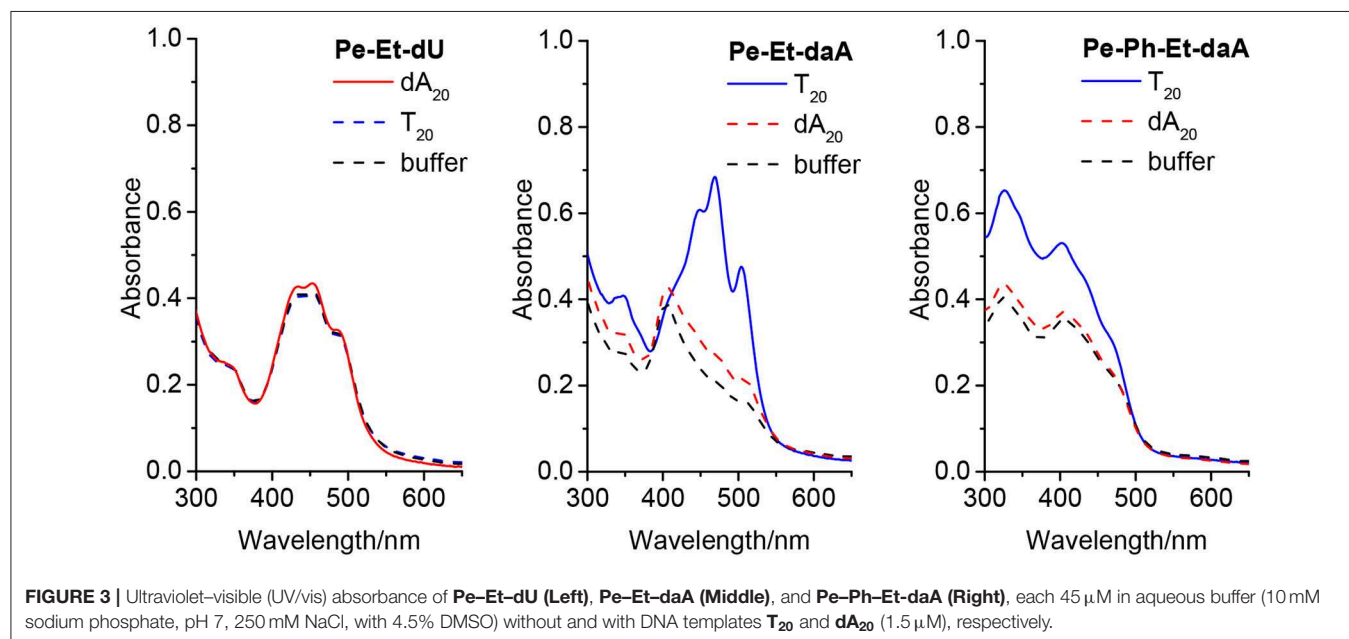 Pe-Et-dU
dA20
T20
buffer
1.0
0.8
0.6
0.4
0.2
0.0
Absorbance
300 400 500 600
Wavelength/nm
Pe-Et-daA
T20
dA20
buffer
1.0
0.8
0.6
0.4
0.2
0.0
Absorbance
300 400 500 600
Wavelength/nm
Pe-Ph-Et-daA
T20
dA20
buffer
1.0
0.8
0.6
0.4
0.2
0.0
Absorbance
300 400 500 600
Wavelength/nm
FIGURE 3 | Ultraviolet–visible (UV/vis) absorbance of Pe–Et–dU (Left), Pe–Et–daA (Middle), and Pe–Ph–Et-daA (Right), each 45 μM in aqueous buffer (10 mM
sodium phosphate, pH 7, 250 mM NaCl, with 4.5% DMSO) without and with DNA templates T20 and dA20 (1.5 μM), respectively.